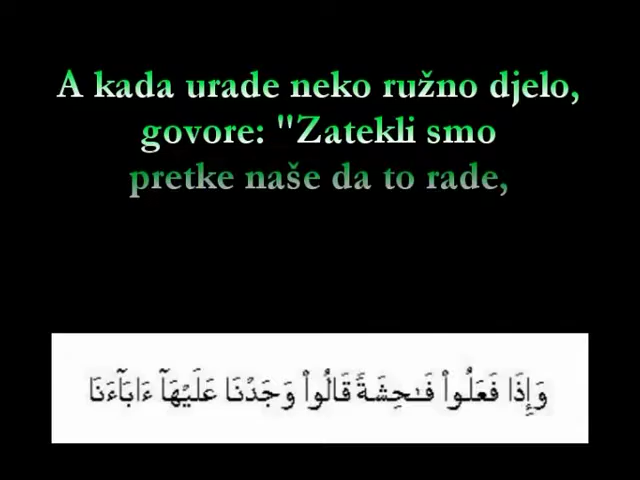 A kada urade neko ružno djelo,
govore: "Zatekli smo
pretke naše da to rade,
وَإِذَا فَعَلُوا۟ فَـٰحِشَةً قَالُوا۟ وَجَدْنَا عَلَيْهَآ ءَابَآءَنَا